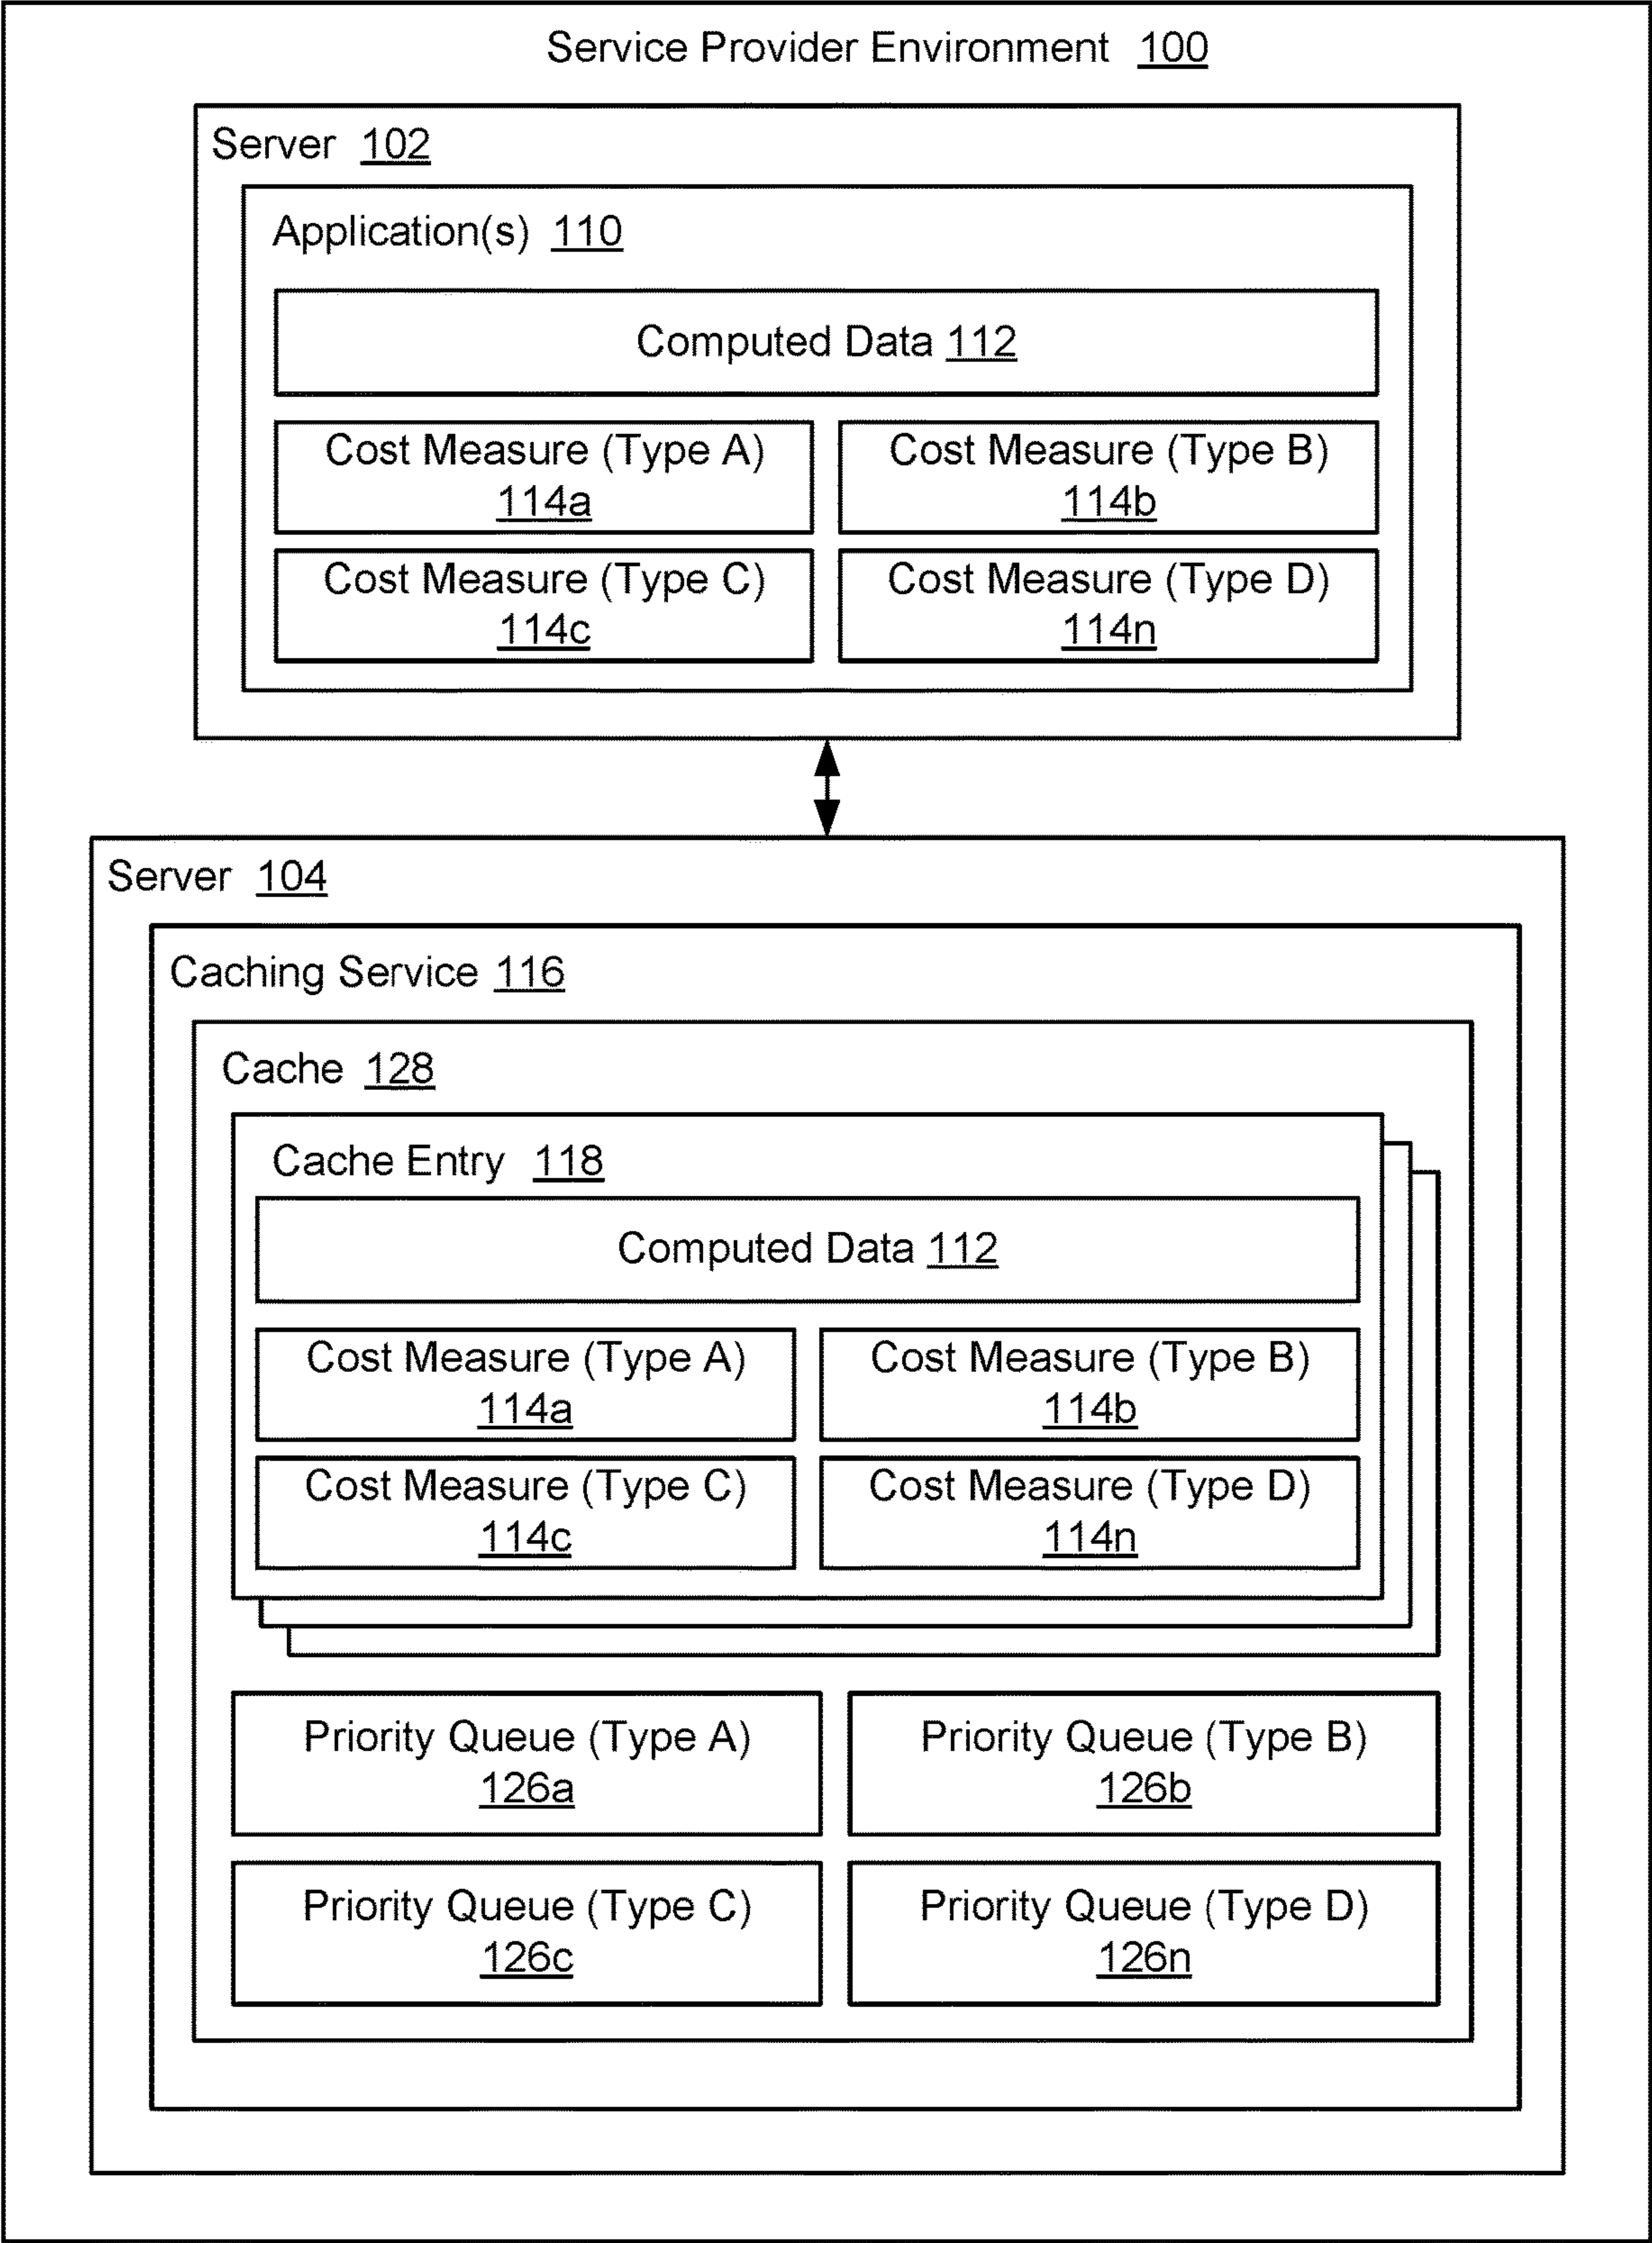 Service Provider Environment 100
Server 102
Application(s) 110
Computed Data 112
Cost Measure (Type A)
114a
Cost Measure (Type B)
114b
Cost Measure (Type C)
114c
Cost Measure (Type D)
114n
Server 104
Caching Service 116
Cache 128
Cache Entry 118
Computed Data 112
Cost Measure (Type A)
114a
Cost Measure (Type B)
114b
Cost Measure (Type C)
114c
Cost Measure (Type D)
114n
Priority Queue (Type A)
126a
Priority Queue (Type B)
126b
Priority Queue (Type C)
126c
Priority Queue (Type D)
126n